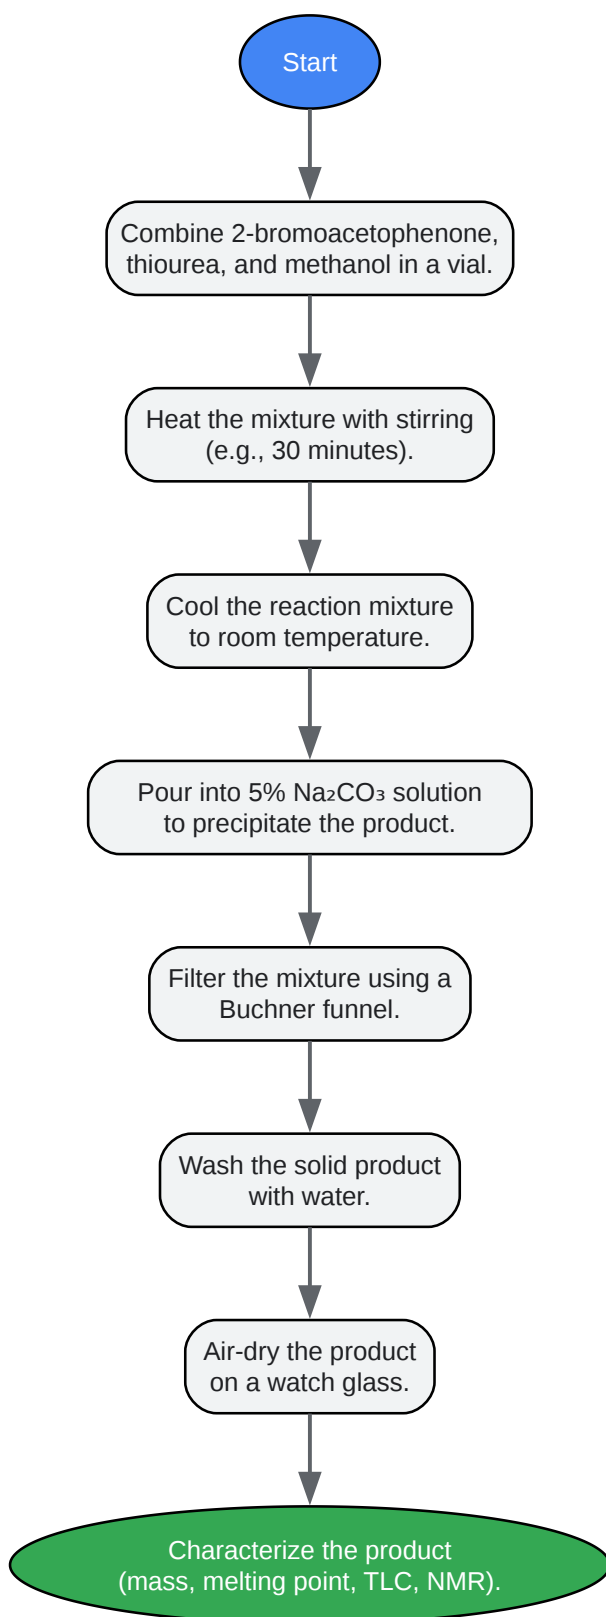 Start
Combine 2-bromoacetophenone,
thiourea, and methanol in a vial.
Heat the mixture with stirring
(e.g., 30 minutes).
Cool the reaction mixture
to room temperature.
Pour into 5% Na₂CO₃ solution
to precipitate the product.
Filter the mixture using a
Buchner funnel.
Wash the solid product
with water.
Air-dry the product
on a watch glass.
Characterize the product
(mass, melting point, TLC, NMR).